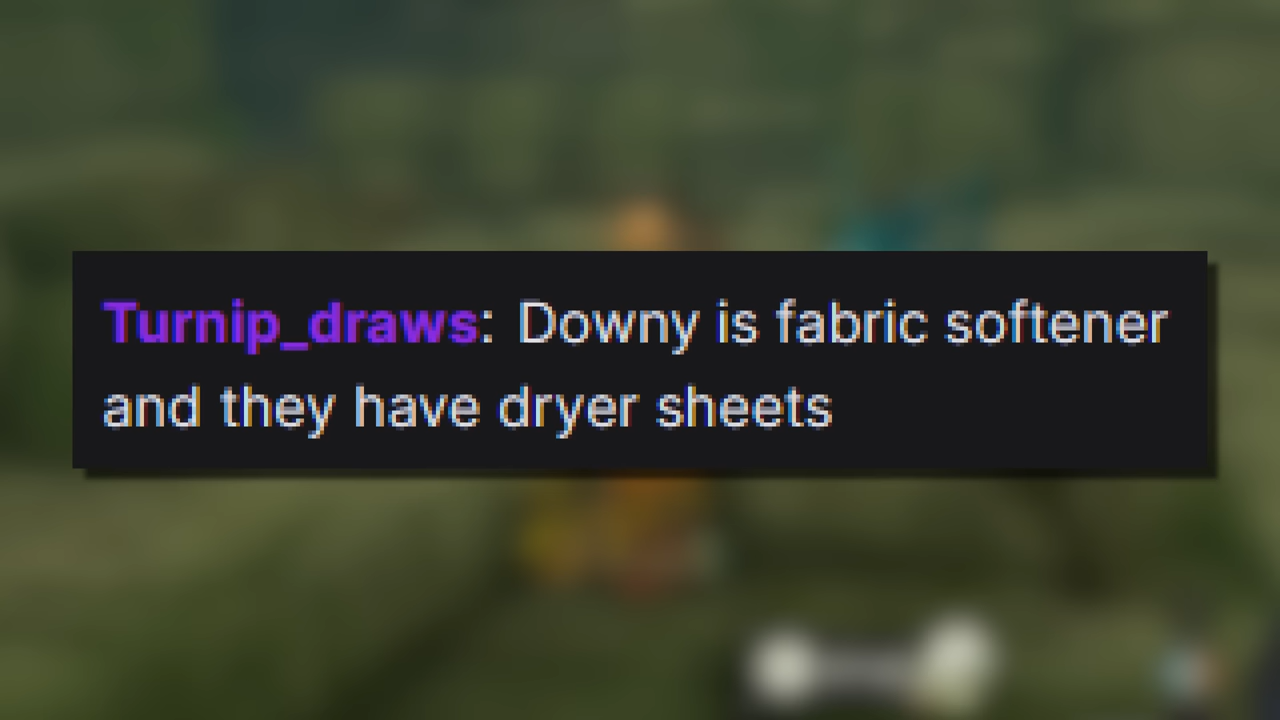 Turnip_draws: Downy is fabric softener
and they have dryer sheets